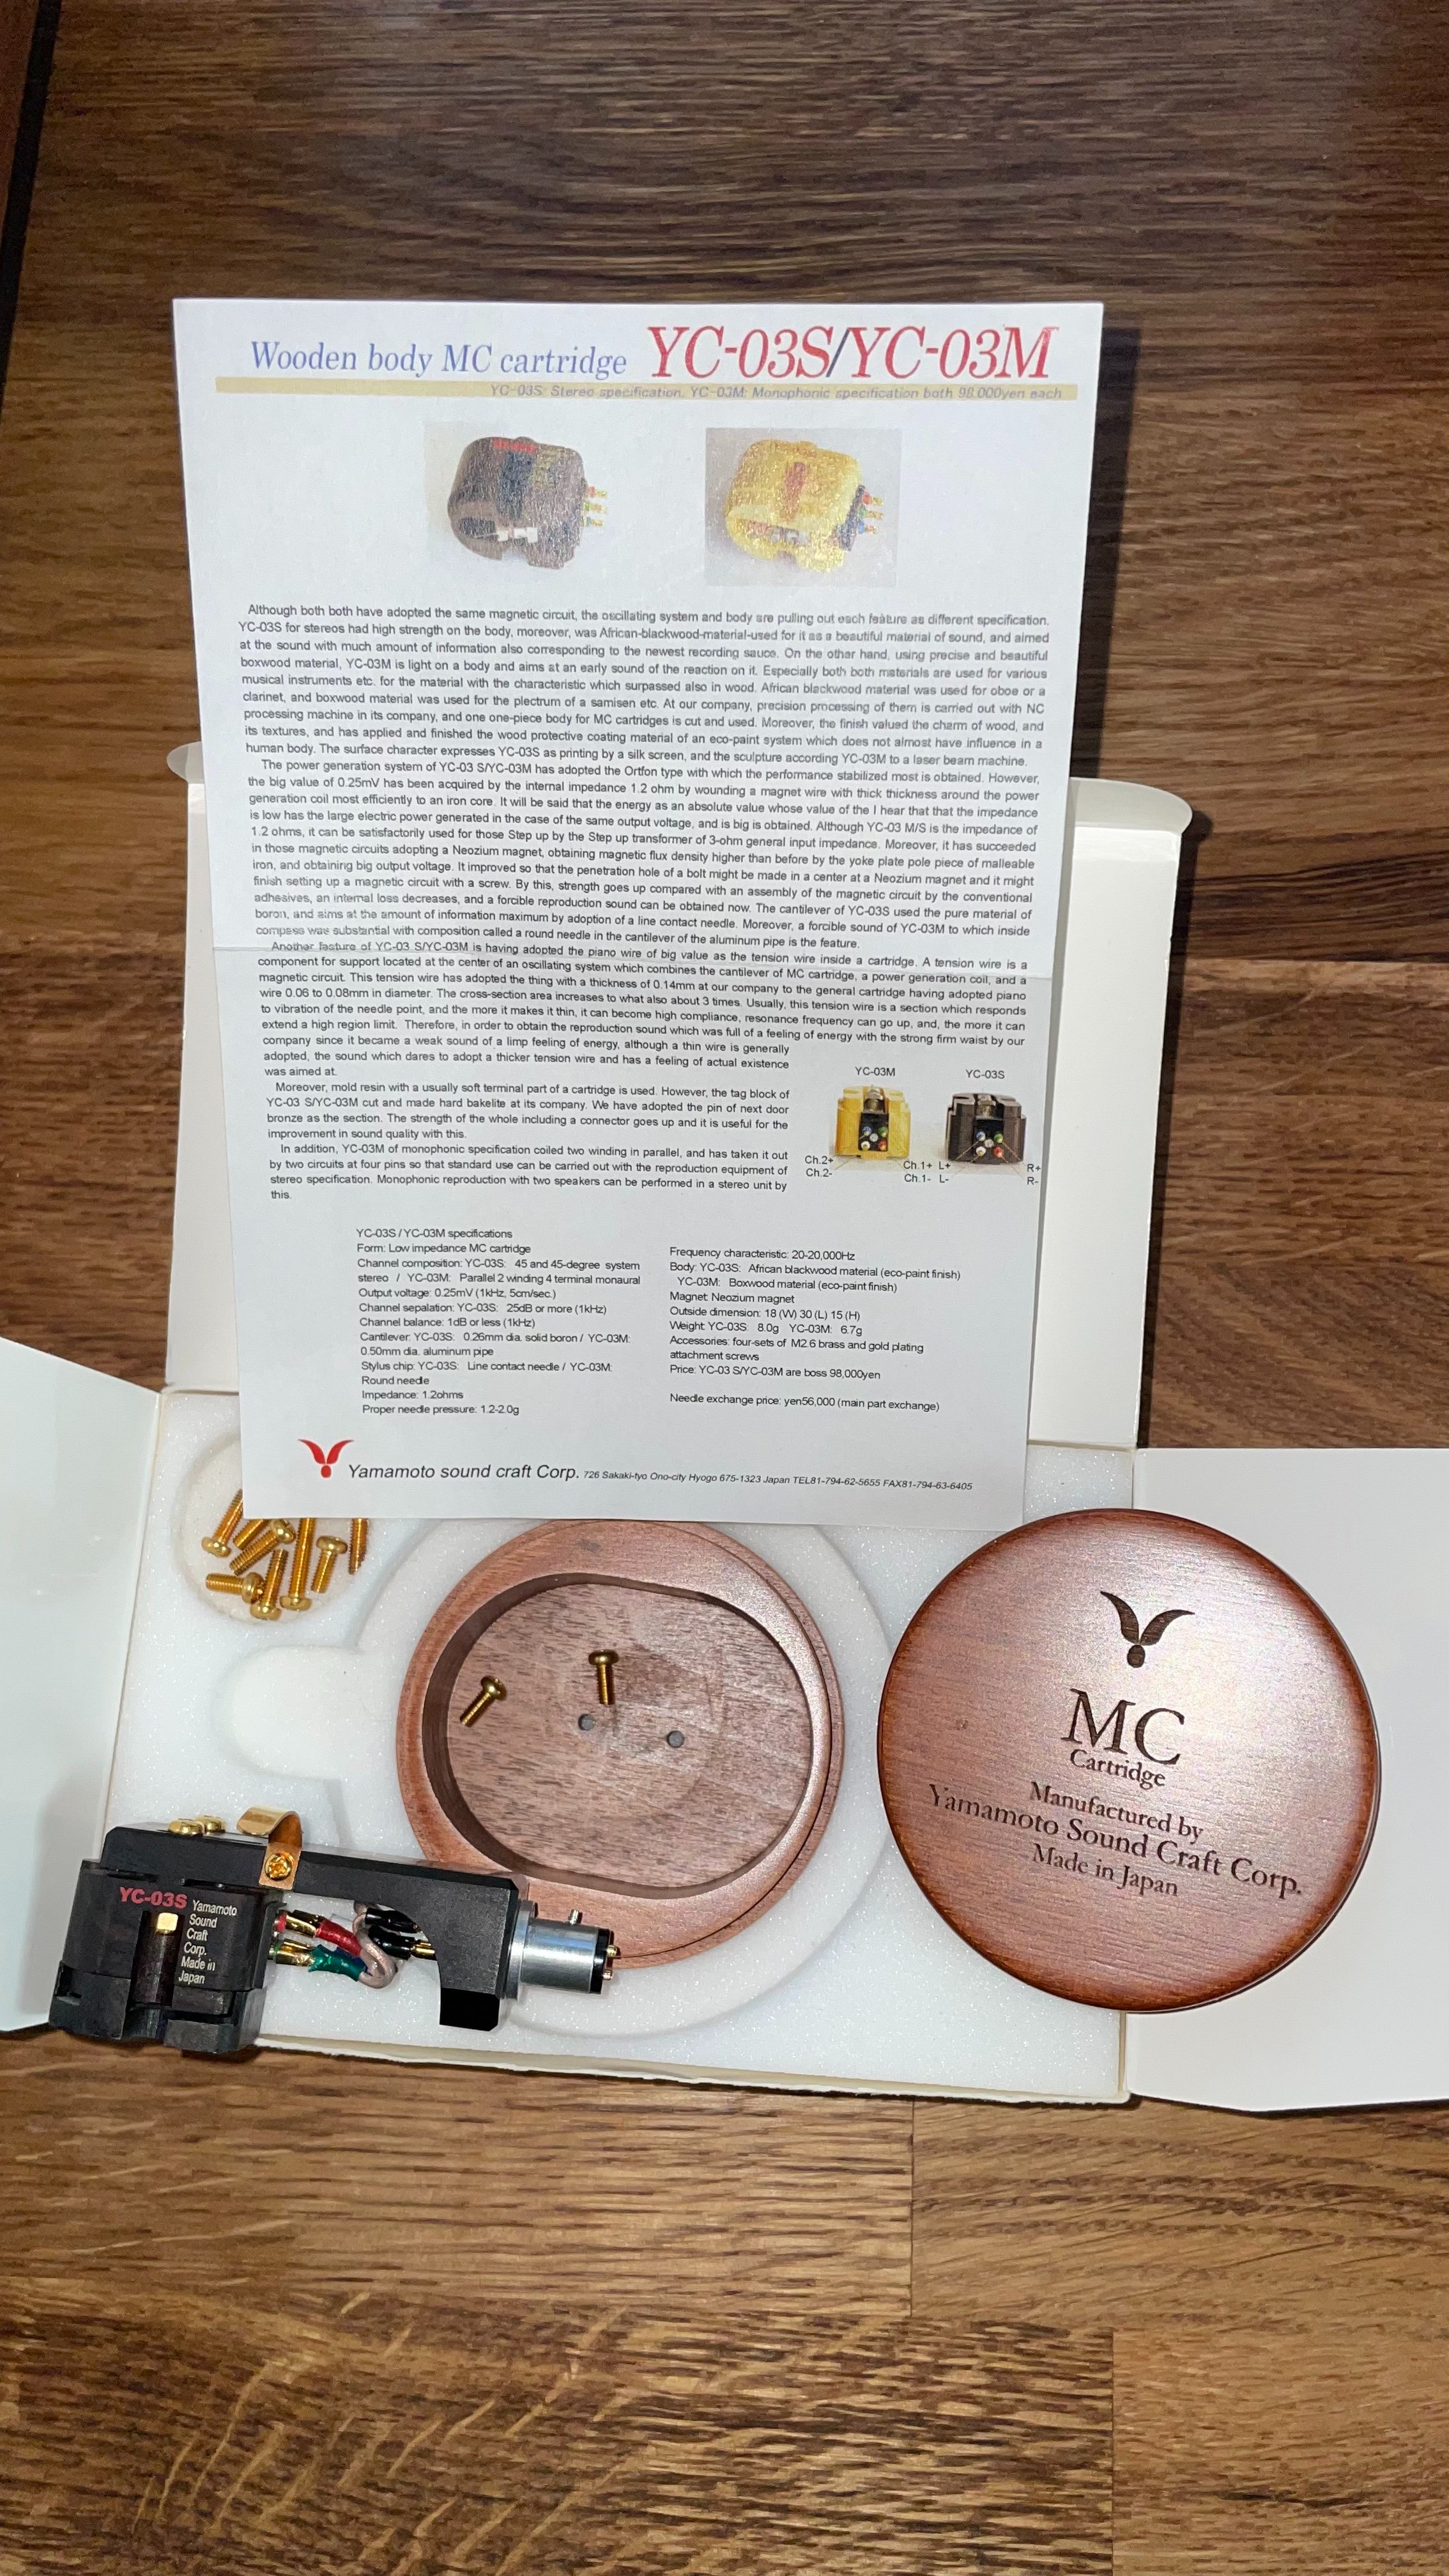 Wooden body MC cartridge YC-03S/YC-03M
YC-03S: Stereo specification. YC-03M: Monophonic specification both 98.000yen each
Although both both have adopted the same magnetic circuit, the oscillating system and body are pulling out each feature as different specification.
YC-03S for stereos had high strength on the body, moreover, was African-blackwood-material-used for it as a beautiful material of sound, and aimed
at the sound with much amount of information also corresponding to the newest recording sauce. On the other hand, using precise and beautiful
boxwood material, YC-03M is light on a body and aims at an early sound of the reaction on it. Especially both both materials are used for various
musical instruments etc. for the material with the characteristic which surpassed also in wood. African blackwood material was used for oboe or a
clarinet, and boxwood material was used for the plectrum of a samisen etc. At our company, precision processing of them is carried out with NC
processing machine in its company, and one one-piece body for MC cartridges is cut and used. Moreover, the finish valued the charm of wood, and
its textures, and has applied and finished the wood protective coating material of an eco-paint system which does not almost have influence in a
human body. The surface character expresses YC-03S as printing by a silk screen, and the sculpture according YC-03M to a laser beam machine.
The power generation system of YC-03 S/YC-03M has adopted the Ortfon type with which the performance stabilized most is obtained. However,
the big value of 0.25mV has been acquired by the internal impedance 1.2 ohm by wounding a magnet wire with thick thickness around the power
generation coil most efficiently to an iron core. It will be said that the energy as an absolute value whose value of the I hear that that the impedance
is low has the large electric power generated in the case of the same output voltage, and is big is obtained. Although YC-03 M/S is the impedance of
1.2 ohms, it can be satisfactorily used for those Step up by the Step up transformer of 3-ohm general input impedance. Moreover, it has succeeded
in those magnetic circuits adopting a Neozium magnet, obtaining magnetic flux density higher than before by the yoke plate pole piece of malleable
iron, and obtaining big output voltage. It improved so that the penetration hole of a bolt might be made in a center at a Neozium magnet and it might
finish setting up a magnetic circuit with a screw. By this, strength goes up compared with an assembly of the magnetic circuit by the conventional
adhesives, an internal loss decreases, and a forcible reproduction sound can be obtained now. The cantilever of YC-03S used the pure material of
boron, and aims at the amount of information maximum by adoption of a line contact needle. Moreover, a forcible sound of YC-03M to which inside
compass was substantial with composition called a round needle in the cantilever of the aluminum pipe is the feature.
Another feature of YC-03 S/YC-03M is having adopted the piano wire of big value as the tension wire inside a cartridge. A tension wire is a
component for support located at the center of an oscillating system which combines the cantilever of MC cartridge, a power generation coil, and a
magnetic circuit. This tension wire has adopted the thing with a thickness of 0.14mm at our company to the general cartridge having adopted piano
wire 0.06 to 0.08mm in diameter. The cross-section area increases to what also about 3 times. Usually, this tension wire is a section which responds
to vibration of the needle point, and the more it makes it thin, it can become high compliance, resonance frequency can go up, and, the more it can
extend a high region limit. Therefore, in order to obtain the reproduction sound which was full of a feeling of energy with the strong firm waist by our
company since it became a weak sound of a limp feeling of energy, although a thin wire is generally
adopted, the sound which dares to adopt a thicker tension wire and has a feeling of actual existence
was aimed at.
Moreover, mold resin with a usually soft terminal part of a cartridge is used. However, the tag block of
YC-03 S/YC-03M cut and made hard bakelite at its company. We have adopted the pin of next door
bronze as the section. The strength of the whole including a connector goes up and it is useful for the
improvement in sound quality with this.
In addition, YC-03M of monophonic specification coiled two winding in parallel, and has taken it out
by two circuits at four pins so that standard use can be carried out with the reproduction equipment of
stereo specification. Monophonic reproduction with two speakers can be performed in a stereo unit by
this.
YC-03M YC-03S
Ch.2+ Ch.1+ L+ R+
Ch.2- Ch.1- L- R-
YC-03S / YC-03M specifications
Form: Low impedance MC cartridge
Channel composition: YC-03S: 45 and 45-degree system
stereo / YC-03M: Parallel 2 winding 4 terminal monaural
Output voltage: 0.25mV (1kHz, 5cm/sec.)
Channel sepalation: YC-03S: 25dB or more (1kHz)
Channel balance: 1dB or less (1kHz)
Cantilever: YC-03S: 0.26mm dia. solid boron / YC-03M:
0.50mm dia. aluminum pipe
Stylus chip: YC-03S: Line contact needle / YC-03M:
Round needle
Impedance: 1.2ohms
Proper needle pressure: 1.2-2.0g
Frequency characteristic: 20-20,000Hz
Body: YC-03S: African blackwood material (eco-paint finish)
YC-03M: Boxwood material (eco-paint finish)
Magnet: Neozium magnet
Outside dimension: 18 (W) 30 (L) 15 (H)
Weight: YC-03S: 8.0g YC-03M: 6.7g
Accessories: four-sets of M2.6 brass and gold plating
attachment screws
Price: YC-03 S/YC-03M are boss 98,000yen
Needle exchange price: yen56,000 (main part exchange)
Yamamoto sound craft Corp. 726 Sakaki-tyo Ono-city Hyogo 675-1323 Japan TEL81-794-62-5655 FAX81-794-63-6405
MC
Cartridge
Manufactured by
Yamamoto Sound Craft Corp.
Made in Japan
YC-03S Yamamoto
Sound
Craft
Corp.
Made in
Japan